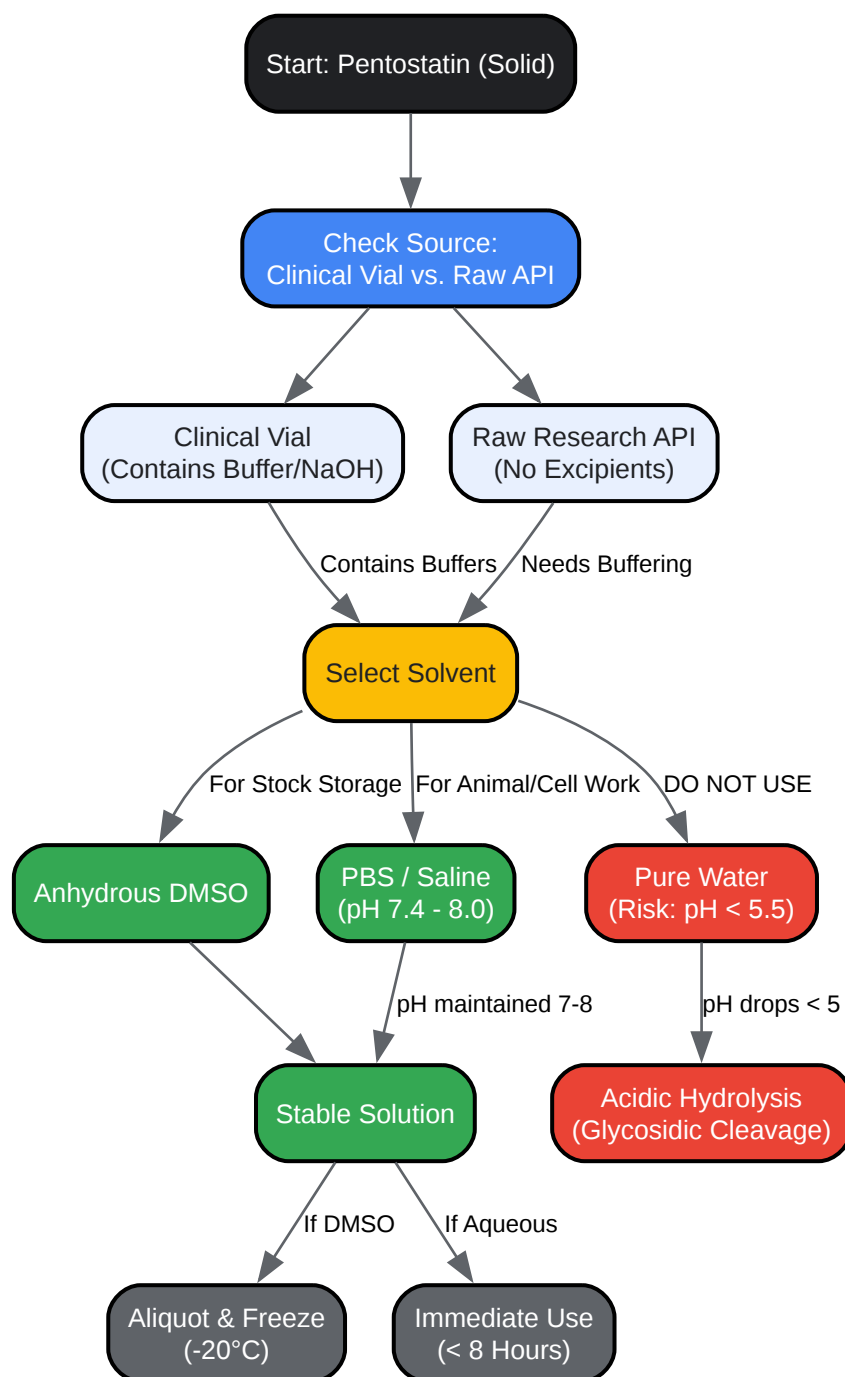 Start: Pentostatin (Solid)
Check Source:
Clinical Vial vs. Raw API
Clinical Vial
(Contains Buffer/NaOH)
Raw Research API
(No Excipients)
Contains Buffers
Needs Buffering
Select Solvent
For Stock Storage
For Animal/Cell Work
DO NOT USE
Anhydrous DMSO
PBS / Saline
(pH 7.4 - 8.0)
Pure Water
(Risk: pH < 5.5)
pH maintained 7-8
pH drops < 5
Stable Solution
Acidic Hydrolysis
(Glycosidic Cleavage)
If DMSO
If Aqueous
Aliquot & Freeze
(-20°C)
Immediate Use
(< 8 Hours)